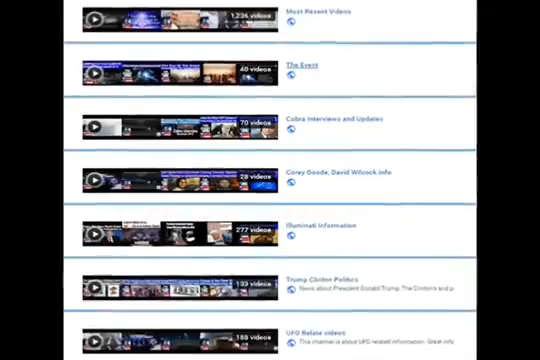 1,236 videos
Most Recent Videos
40 videos
The Event
70 videos
Cobra Interviews and Updates
28 videos
Corey Goode, David Wilcock info
277 videos
Illuminati Information
133 videos
Trump Clinton Politics
News about President Donald Trump, The Clinton's and p
188 videos
UFO Relate videos
This channel is about UFO related information. Great info